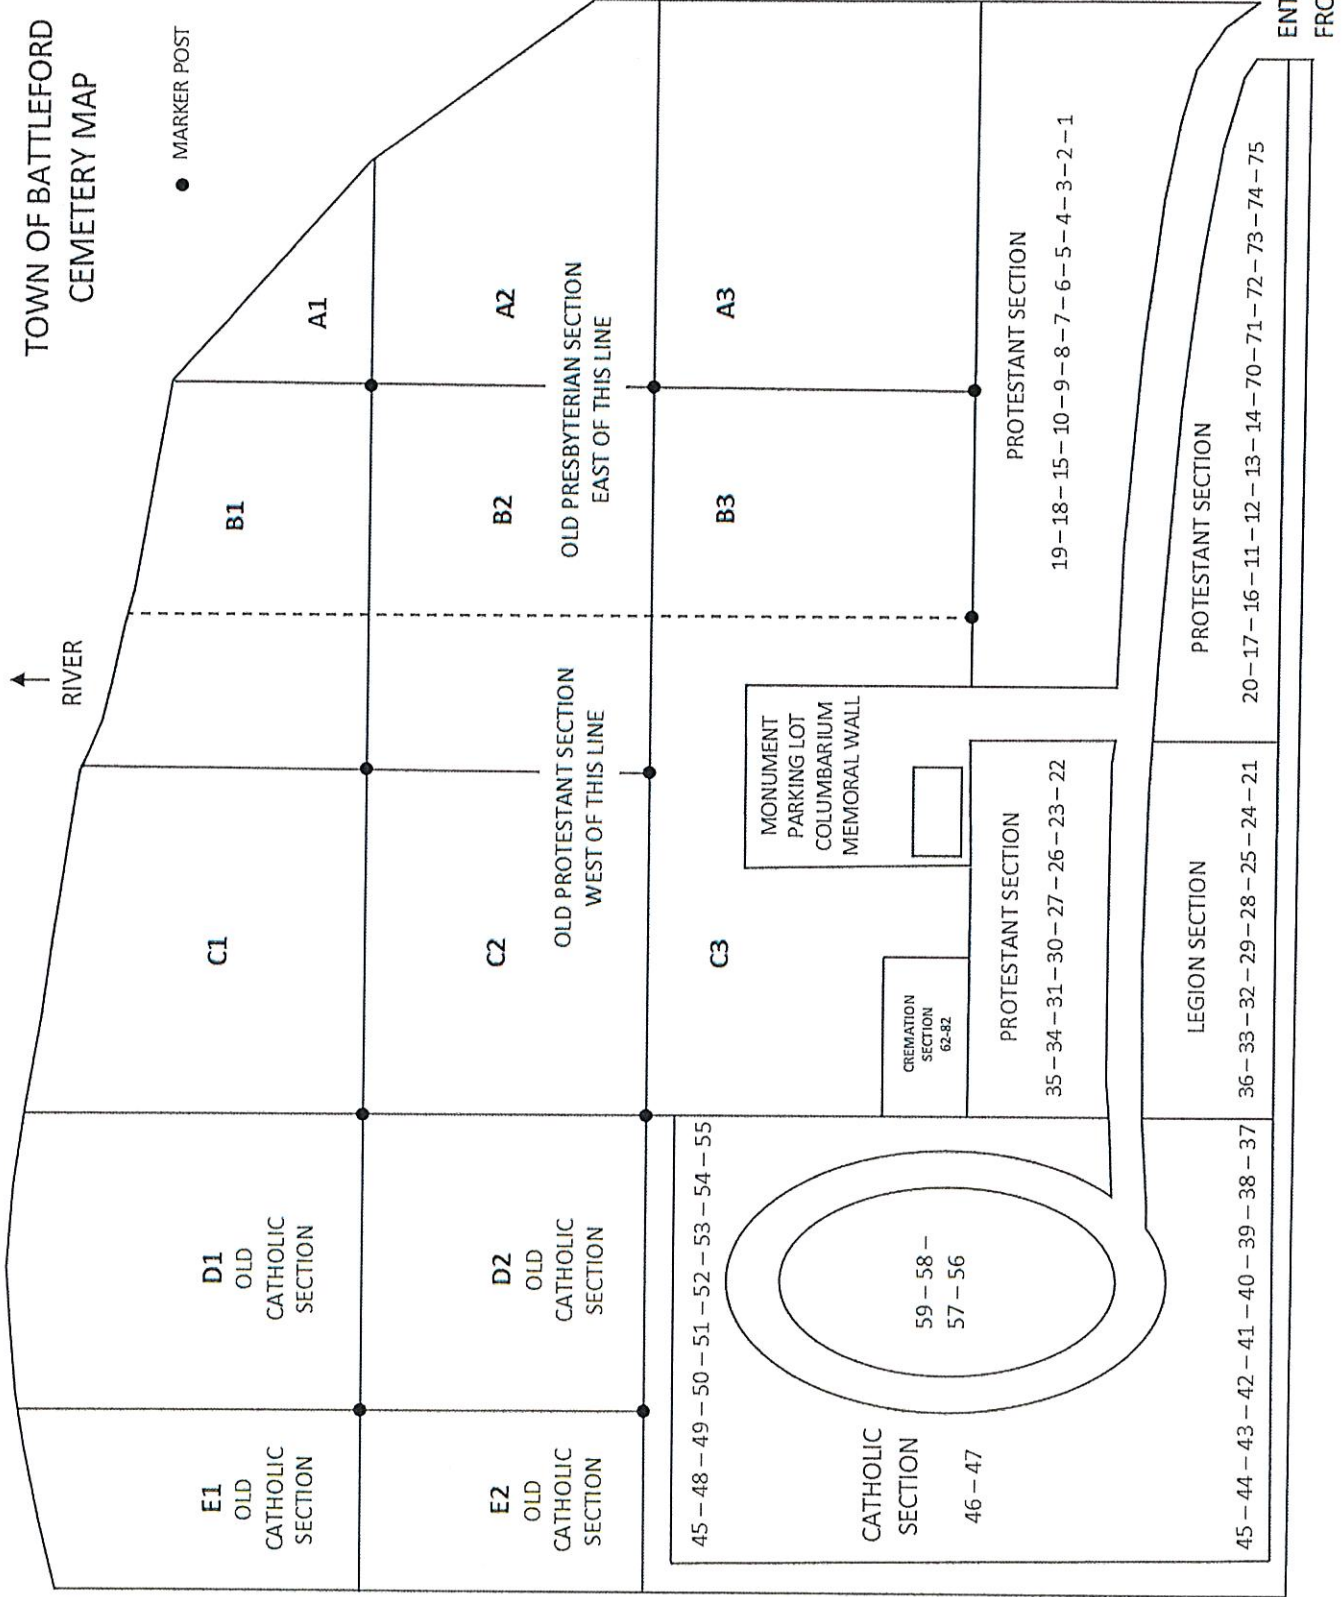 TOWN OF BATTLEFORD
CEMETERY MAP
● MARKER POST
↑
RIVER
E1
OLD
CATHOLIC
SECTION
D1
OLD
CATHOLIC
SECTION
C1
B1
A1
E2
OLD
CATHOLIC
SECTION
D2
OLD
CATHOLIC
SECTION
C2
B2
A2
OLD PROTESTANT SECTION
WEST OF THIS LINE
OLD PRESBYTERIAN SECTION
EAST OF THIS LINE
45 – 48 – 49 – 50 – 51 – 52 – 53 – 54 – 55
C3
B3
A3
MONUMENT
PARKING LOT
COLUMBARIUM
MEMORAL WALL
CATHOLIC
SECTION
46 – 47
59 – 58 –
57 – 56
CREMATION
SECTION
62-82
PROTESTANT SECTION
35 – 34 – 31 – 30 – 27 – 26 – 23 – 22
PROTESTANT SECTION
19 – 18 – 15 – 10 – 9 – 8 – 7 – 6 – 5 – 4 – 3 – 2 – 1
45 – 44 – 43 – 42 – 41 – 40 – 39 – 38 – 37
LEGION SECTION
36 – 33 – 32 – 29 – 28 – 25 – 24 – 21
PROTESTANT SECTION
20 – 17 – 16 – 11 – 12 – 13 – 14 – 70 – 71 – 72 – 73 – 74 – 75
ENT
FRO